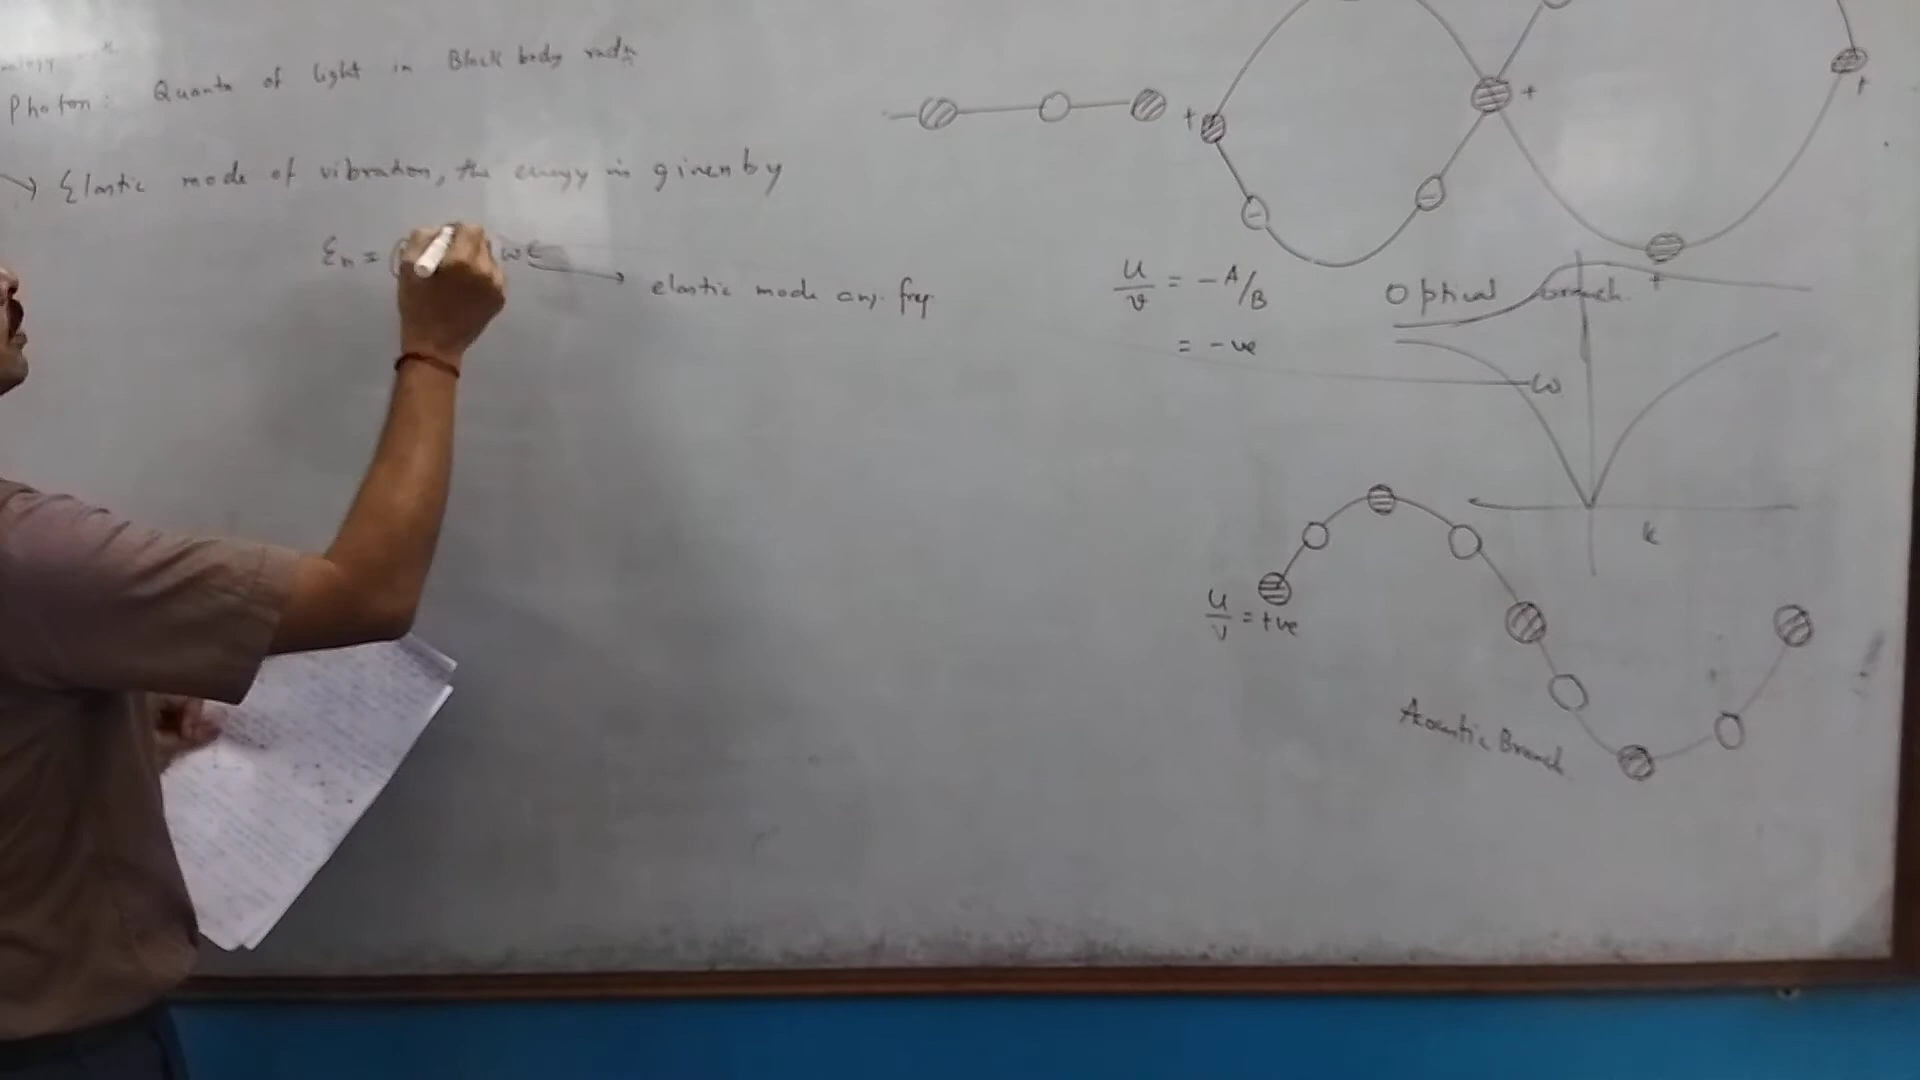 Photon: Quanta of light in Black body radn
→ Elastic mode of vibration, the energy is given by
Ɛn = ( ω
elastic mode ang. freq.
+
+
+
-
-
+
u/v = -A/B
= -ve
Optical branch
ω
k
u/v = +ve
Acoustic Branch